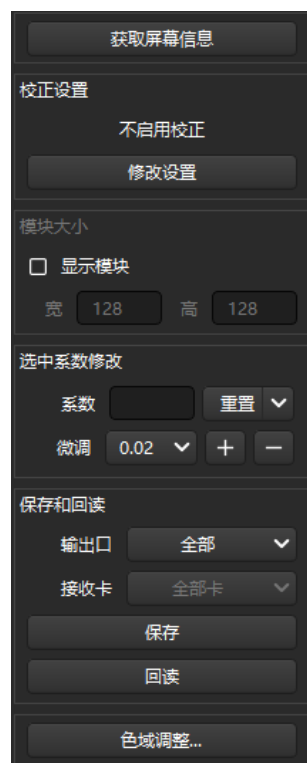 获取屏幕信息
校正设置
不启用校正
修改设置
模块大小
显示模块
宽 128 高 128
选中系数修改
系数 重置
微调 0.02 + −
保存和回读
输出口 全部
接收卡 全部卡
保存
回读
色域调整...